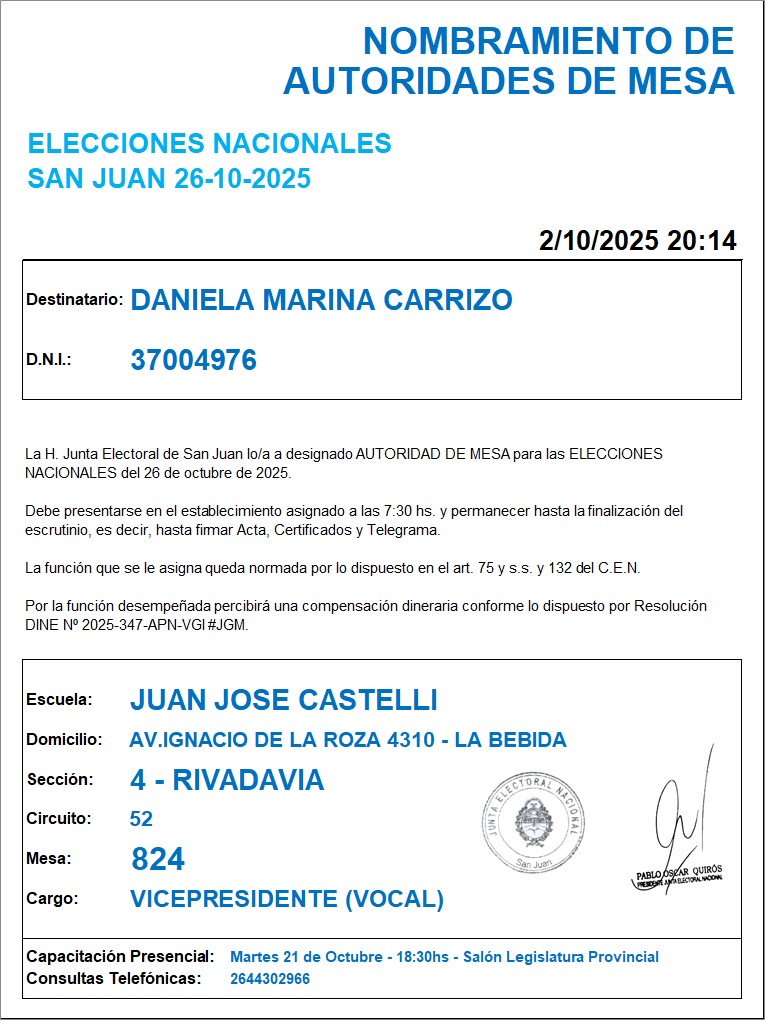 NOMBRAMIENTO DE
AUTORIDADES DE MESA
ELECCIONES NACIONALES
SAN JUAN 26-10-2025
2/10/2025 20:14
Destinatario: DANIELA MARINA CARRIZO
D.N.I.: 37004976
La H. Junta Electoral de San Juan lo/a a designado AUTORIDAD DE MESA para las ELECCIONES
NACIONALES del 26 de octubre de 2025.
Debe presentarse en el establecimiento asignado a las 7:30 hs. y permanecer hasta la finalización del
escrutinio, es decir, hasta firmar Acta, Certificados y Telegrama.
La función que se le asigna queda normada por lo dispuesto en el art. 75 y s.s. y 132 del C.E.N.
Por la función desempeñada percibirá una compensación dineraria conforme lo dispuesto por Resolución
DINE Nº 2025-347-APN-VGI#JGM.
Escuela: JUAN JOSE CASTELLI
Domicilio: AV.IGNACIO DE LA ROZA 4310 - LA BEBIDA
Sección: 4 - RIVADAVIA
Circuito: 52
Mesa: 824
Cargo: VICEPRESIDENTE (VOCAL)
JUNTA ELECTORAL NACIONAL
San Juan
PABLO OSCAR QUIRÓS
PRESIDENTE JUNTA ELECTORAL NACIONAL
Capacitación Presencial: Martes 21 de Octubre - 18:30hs - Salón Legislatura Provincial
Consultas Telefónicas: 2644302966